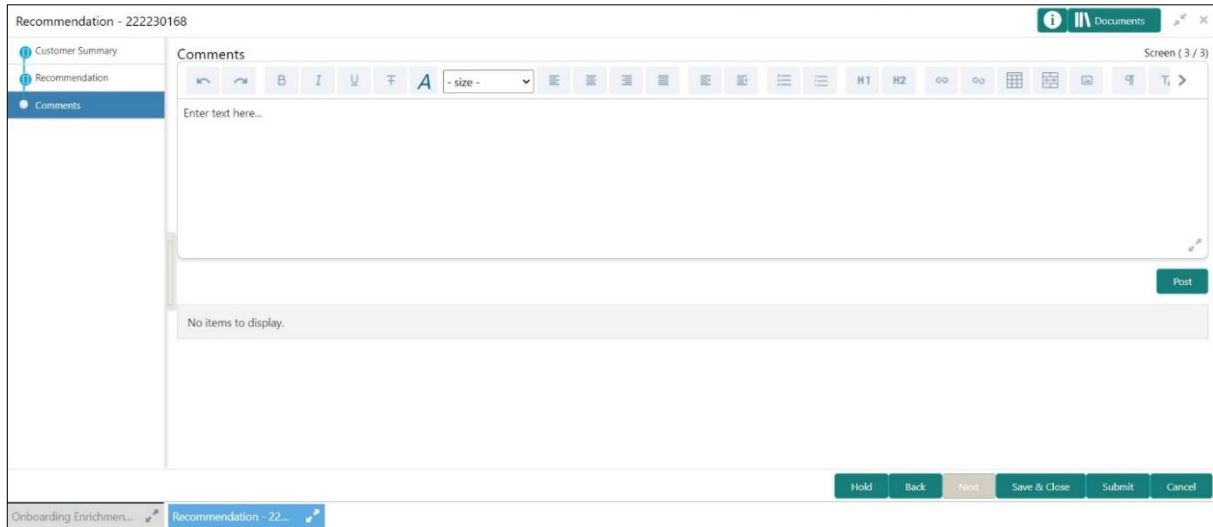 Recommendation - 222230168
Documents
Customer Summary
Recommendation
Comments
Comments
Screen ( 3 / 3)
B I U T A - size - H1 H2
Enter text here...
Post
No items to display.
Hold Back Next Save & Close Submit Cancel
Onboarding Enrichmen... Recommendation - 22...